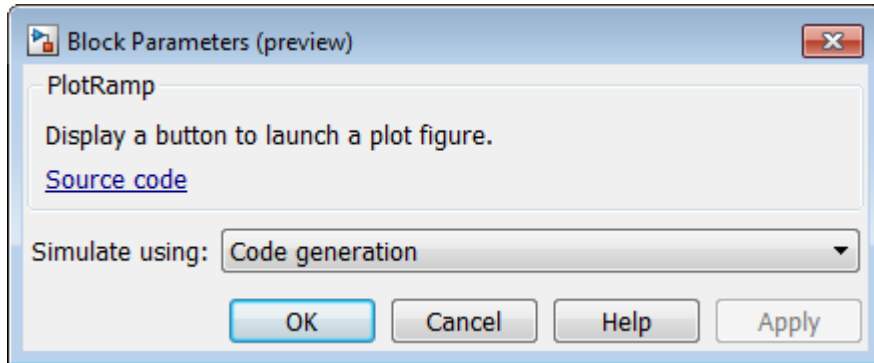 Block Parameters (preview)
PlotRamp
Display a button to launch a plot figure.
Source code
Simulate using: Code generation
OK Cancel Help Apply